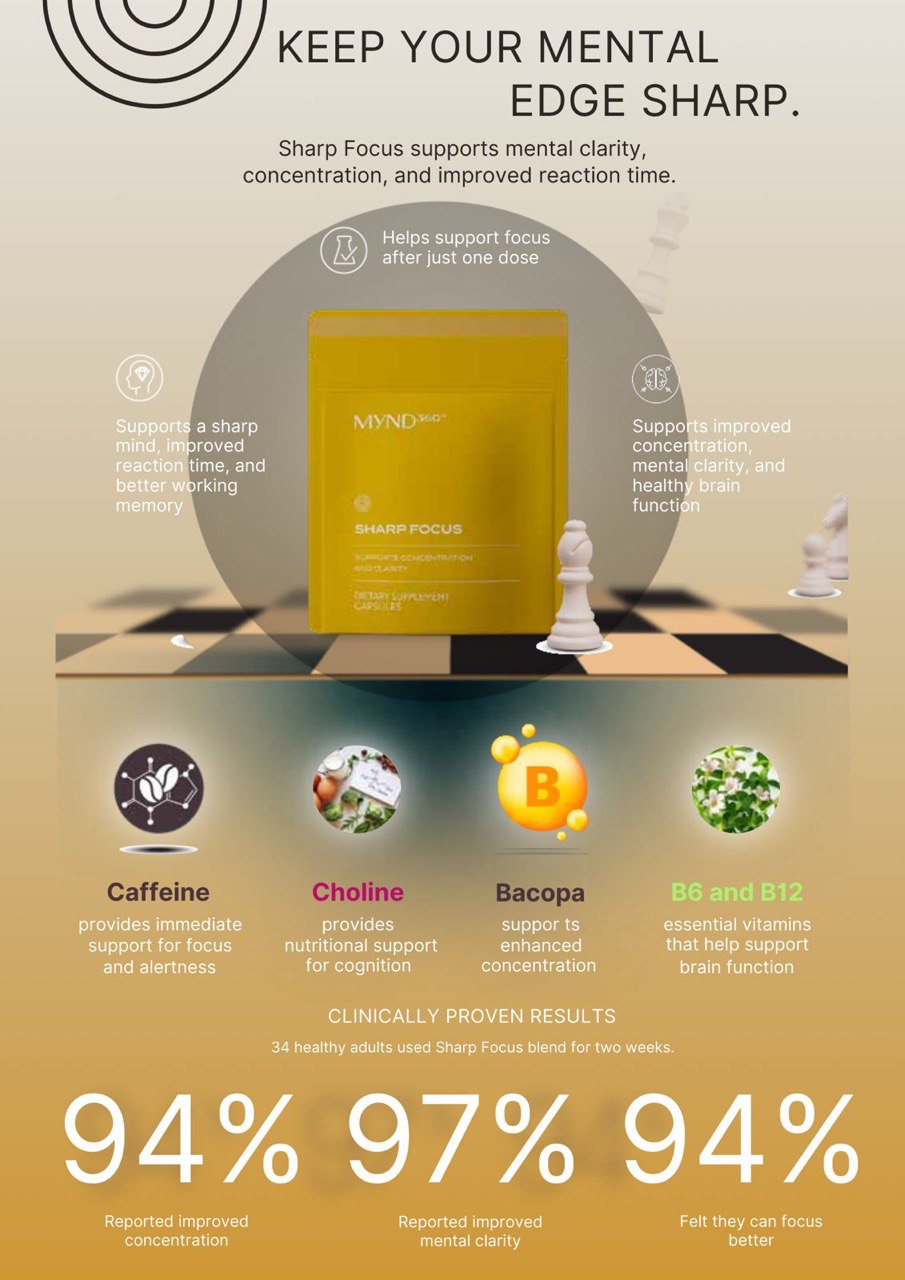 KEEP YOUR MENTAL
EDGE SHARP.
Sharp Focus supports mental clarity,
concentration, and improved reaction time.
Helps support focus
after just one dose
Supports a sharp
mind, improved
reaction time, and
better working
memory
Supports improved
concentration,
mental clarity, and
healthy brain
function
MYND360™
SHARP FOCUS
SUPPORTS CONCENTRATION
AND CLARITY
DIETARY SUPPLEMENT
CAPSULES
B
Caffeine
provides immediate
support for focus
and alertness
Choline
provides
nutritional support
for cognition
Bacopa
suppor ts
enhanced
concentration
B6 and B12
essential vitamins
that help support
brain function
CLINICALLY PROVEN RESULTS
34 healthy adults used Sharp Focus blend for two weeks.
94% 97% 94%
Reported improved
concentration
Reported improved
mental clarity
Felt they can focus
better